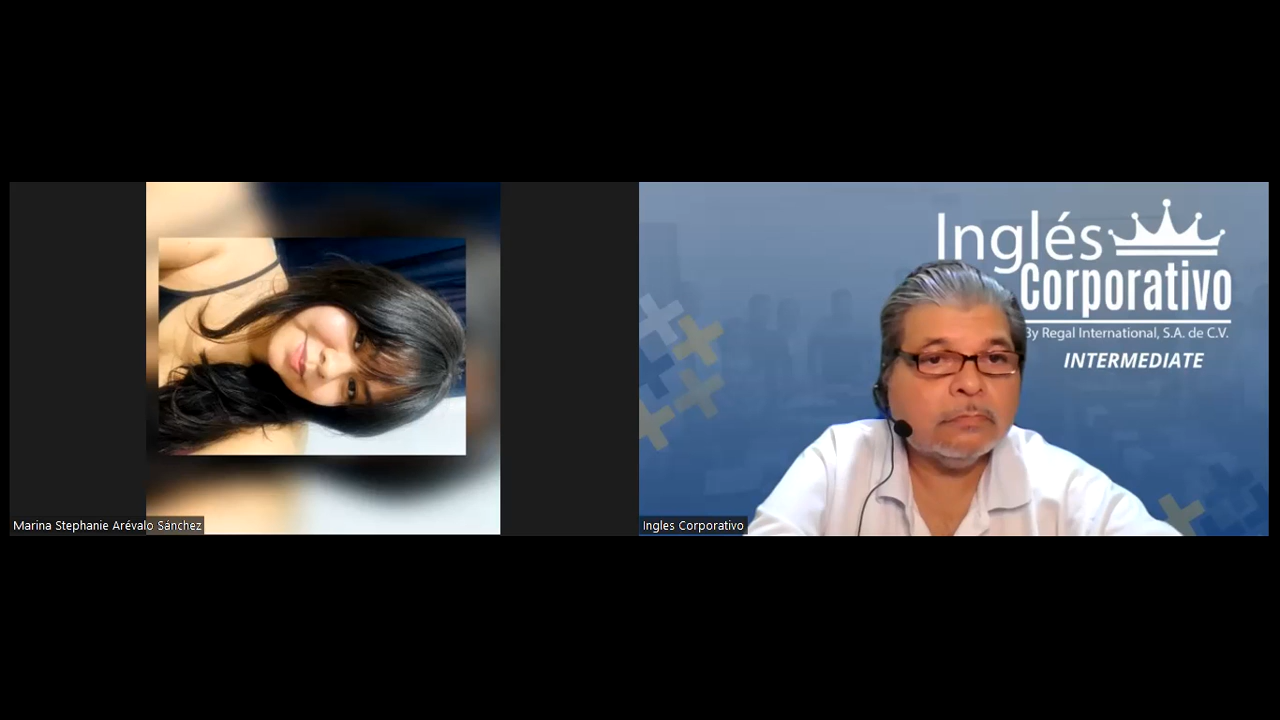 Inglés
Corporativo
By Regal International, S.A. de C.V.
INTERMEDIATE
Marina Stephanie Arévalo Sánchez
Ingles Corporativo